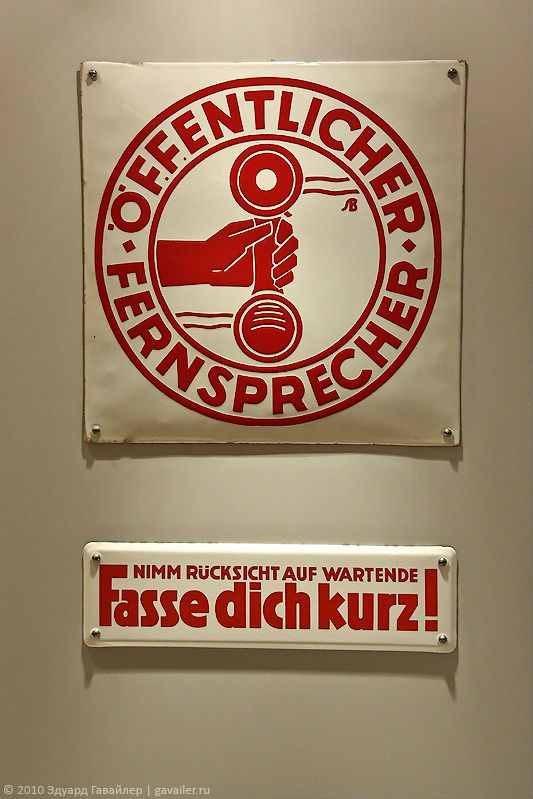 ÖFFENTLICHER
· FERNSPRECHER ·
SB
NIMM RÜCKSICHT AUF WARTENDE
Fasse dich kurz!
© 2010 Эдуард Гавайлер | gavailer.ru